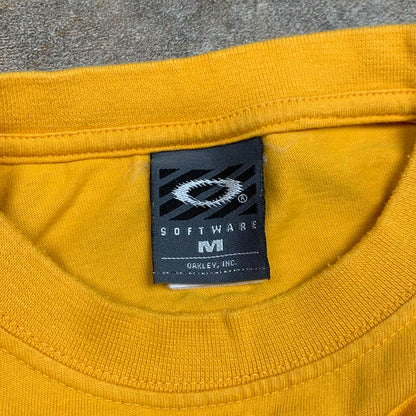 ®
SOFTWARE
M
OAKLEY, INC.